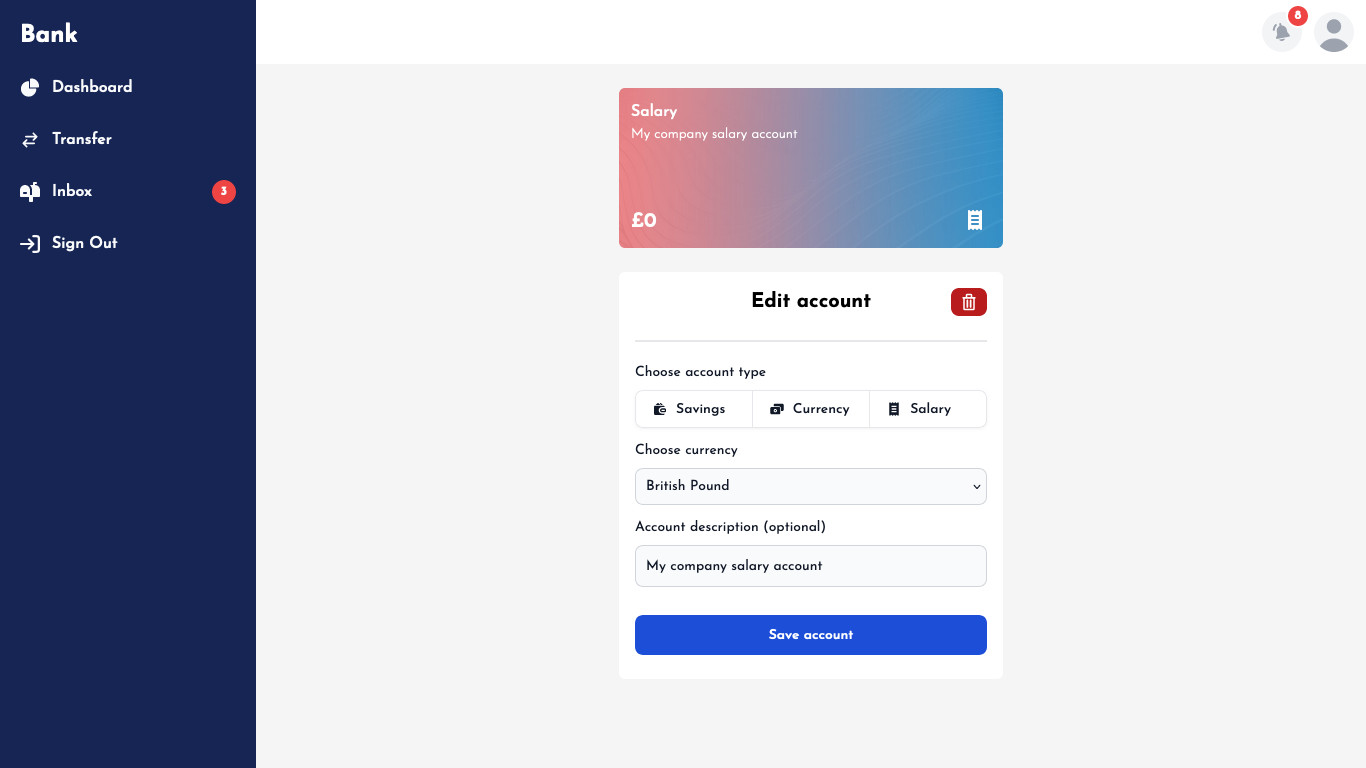 Bank
Dashboard
Transfer
Inbox
3
Sign Out
8
Salary
My company salary account
£0
Edit account
Choose account type
Savings
Currency
Salary
Choose currency
British Pound
Account description (optional)
My company salary account
Save account